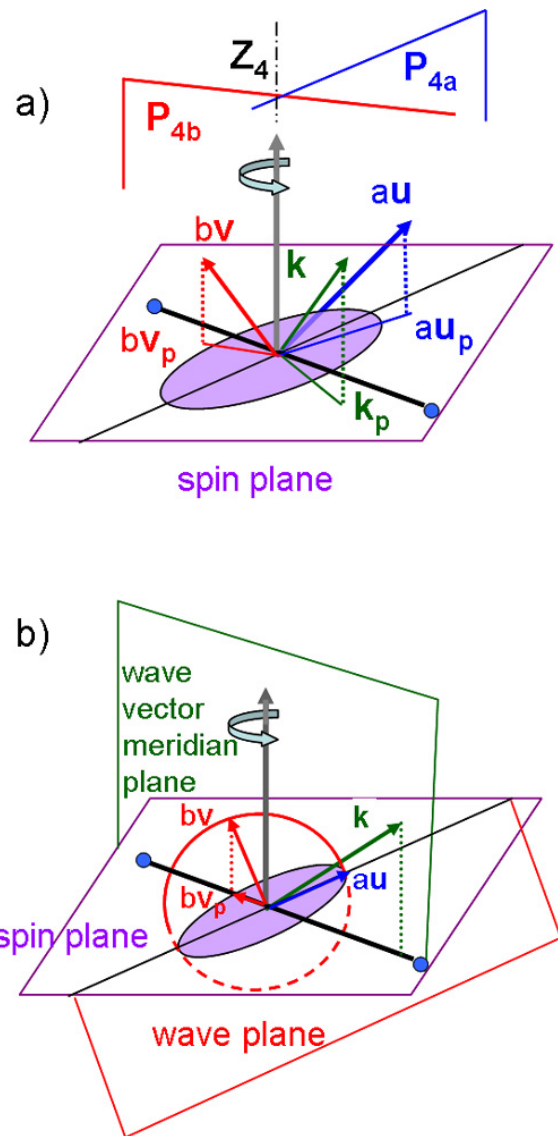 a)
Z₄
P₄ₐ
P₄b
au
bv
k
bvₚ
auₚ
kₚ
spin plane
b)
wave
vector
meridian
plane
bv
k
au
bvₚ
spin plane
wave plane